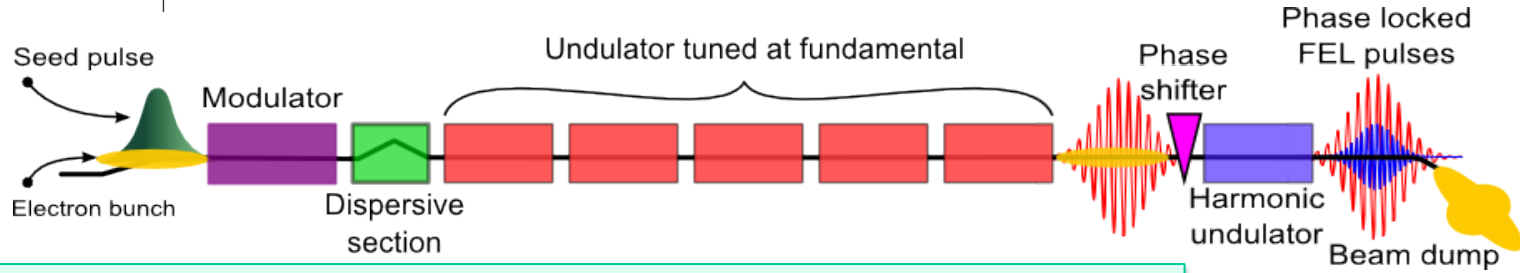 Seed pulse
Electron bunch
Modulator
Dispersive
section
Undulator tuned at fundamental
Phase
shifter
Harmonic
undulator
Phase locked
FEL pulses
Beam dump